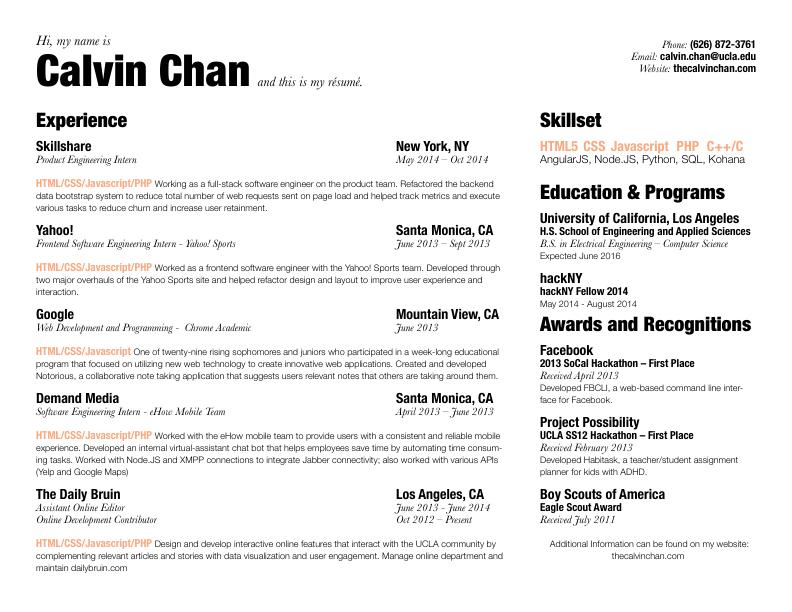 Hi, my name is
Calvin Chan and this is my résumé.
Phone: (626) 872-3761
Email: calvin.chan@ucla.edu
Website: thecalvinchan.com
Experience
Skillshare New York, NY
Product Engineering Intern May 2014 – Oct 2014
HTML/CSS/Javascript/PHP Working as a full-stack software engineer on the product team. Refactored the backend
data bootstrap system to reduce total number of web requests sent on page load and helped track metrics and execute
various tasks to reduce churn and increase user retainment.
Yahoo! Santa Monica, CA
Frontend Software Engineering Intern - Yahoo! Sports June 2013 – Sept 2013
HTML/CSS/Javascript/PHP Worked as a frontend software engineer with the Yahoo! Sports team. Developed through
two major overhauls of the Yahoo Sports site and helped refactor design and layout to improve user experience and
interaction.
Google Mountain View, CA
Web Development and Programming - Chrome Academic June 2013
HTML/CSS/Javascript One of twenty-nine rising sophomores and juniors who participated in a week-long educational
program that focused on utilizing new web technology to create innovative web applications. Created and developed
Notorious, a collaborative note taking application that suggests users relevant notes that others are taking around them.
Demand Media Santa Monica, CA
Software Engineering Intern - eHow Mobile Team April 2013 – June 2013
HTML/CSS/Javascript/PHP Worked with the eHow mobile team to provide users with a consistent and reliable mobile
experience. Developed an internal virtual-assistant chat bot that helps employees save time by automating time consum-
ing tasks. Worked with Node.JS and XMPP connections to integrate Jabber connectivity; also worked with various APIs
(Yelp and Google Maps)
The Daily Bruin Los Angeles, CA
Assistant Online Editor June 2013 - June 2014
Online Development Contributor Oct 2012 – Present
HTML/CSS/Javascript/PHP Design and develop interactive online features that interact with the UCLA community by
complementing relevant articles and stories with data visualization and user engagement. Manage online department and
maintain dailybruin.com
Skillset
HTML5 CSS Javascript PHP C++/C
AngularJS, Node.JS, Python, SQL, Kohana
Education & Programs
University of California, Los Angeles
H.S. School of Engineering and Applied Sciences
B.S. in Electrical Engineering – Computer Science
Expected June 2016
hackNY
hackNY Fellow 2014
May 2014 - August 2014
Awards and Recognitions
Facebook
2013 SoCal Hackathon – First Place
Received April 2013
Developed FBCLI, a web-based command line inter-
face for Facebook.
Project Possibility
UCLA SS12 Hackathon – First Place
Received February 2013
Developed Habitask, a teacher/student assignment
planner for kids with ADHD.
Boy Scouts of America
Eagle Scout Award
Received July 2011
Additional Information can be found on my website:
thecalvinchan.com